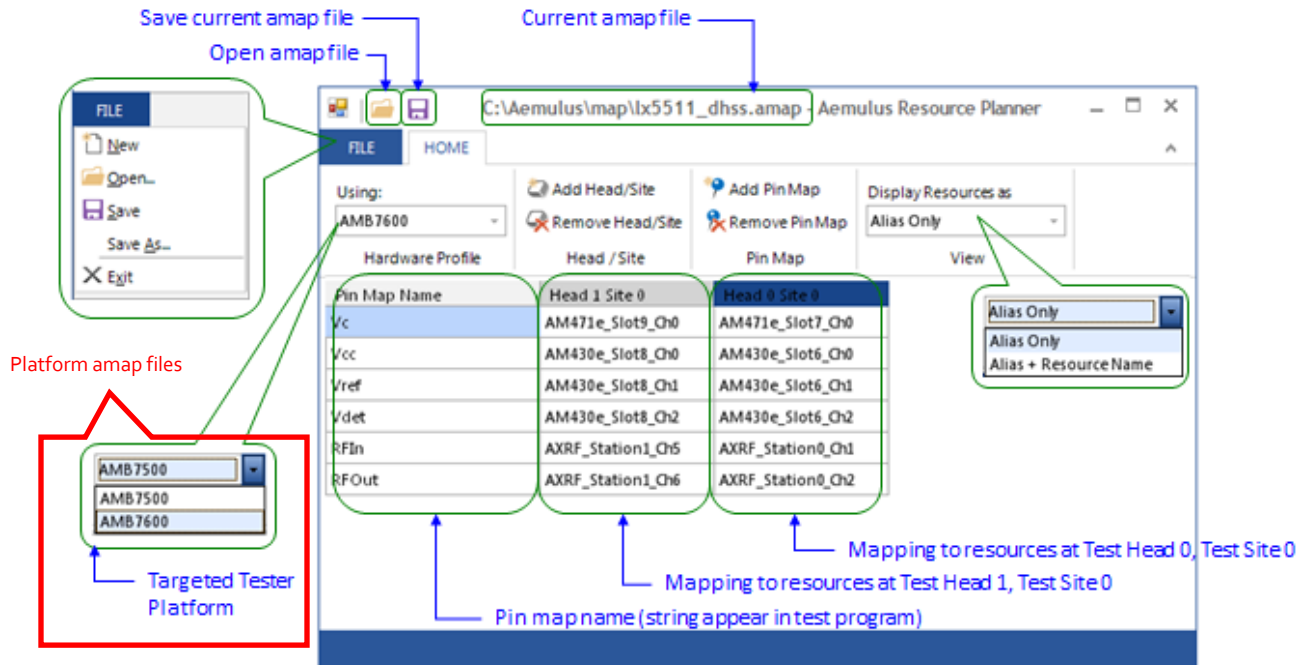 Save current amap file
Current amap file
Open amap file
FILE
New
Open...
Save
Save As...
Exit
C:\Aemulus\map\lx5511_dhss.amap - Aemulus Resource Planner
FILE HOME
Using:
AMB7600
Hardware Profile
Add Head/Site
Remove Head/Site
Head / Site
Add Pin Map
Remove Pin Map
Pin Map
Display Resources as
Alias Only
View
Pin Map Name Head 1 Site 0 Head 0 Site 0
Vc AM471e_Slot9_Ch0 AM471e_Slot7_Ch0
Vcc AM430e_Slot8_Ch0 AM430e_Slot6_Ch0
Vref AM430e_Slot8_Ch1 AM430e_Slot6_Ch1
Vdet AM430e_Slot8_Ch2 AM430e_Slot6_Ch2
RFIn AXRF_Station1_Ch5 AXRF_Station0_Ch1
RFOut AXRF_Station1_Ch6 AXRF_Station0_Ch2
Alias Only
Alias Only
Alias + Resource Name
Platform amap files
AMB7500
AMB7500
AMB7600
Targeted Tester
Platform
Mapping to resources at Test Head 0, Test Site 0
Mapping to resources at Test Head 1, Test Site 0
Pin map name (string appear in test program)